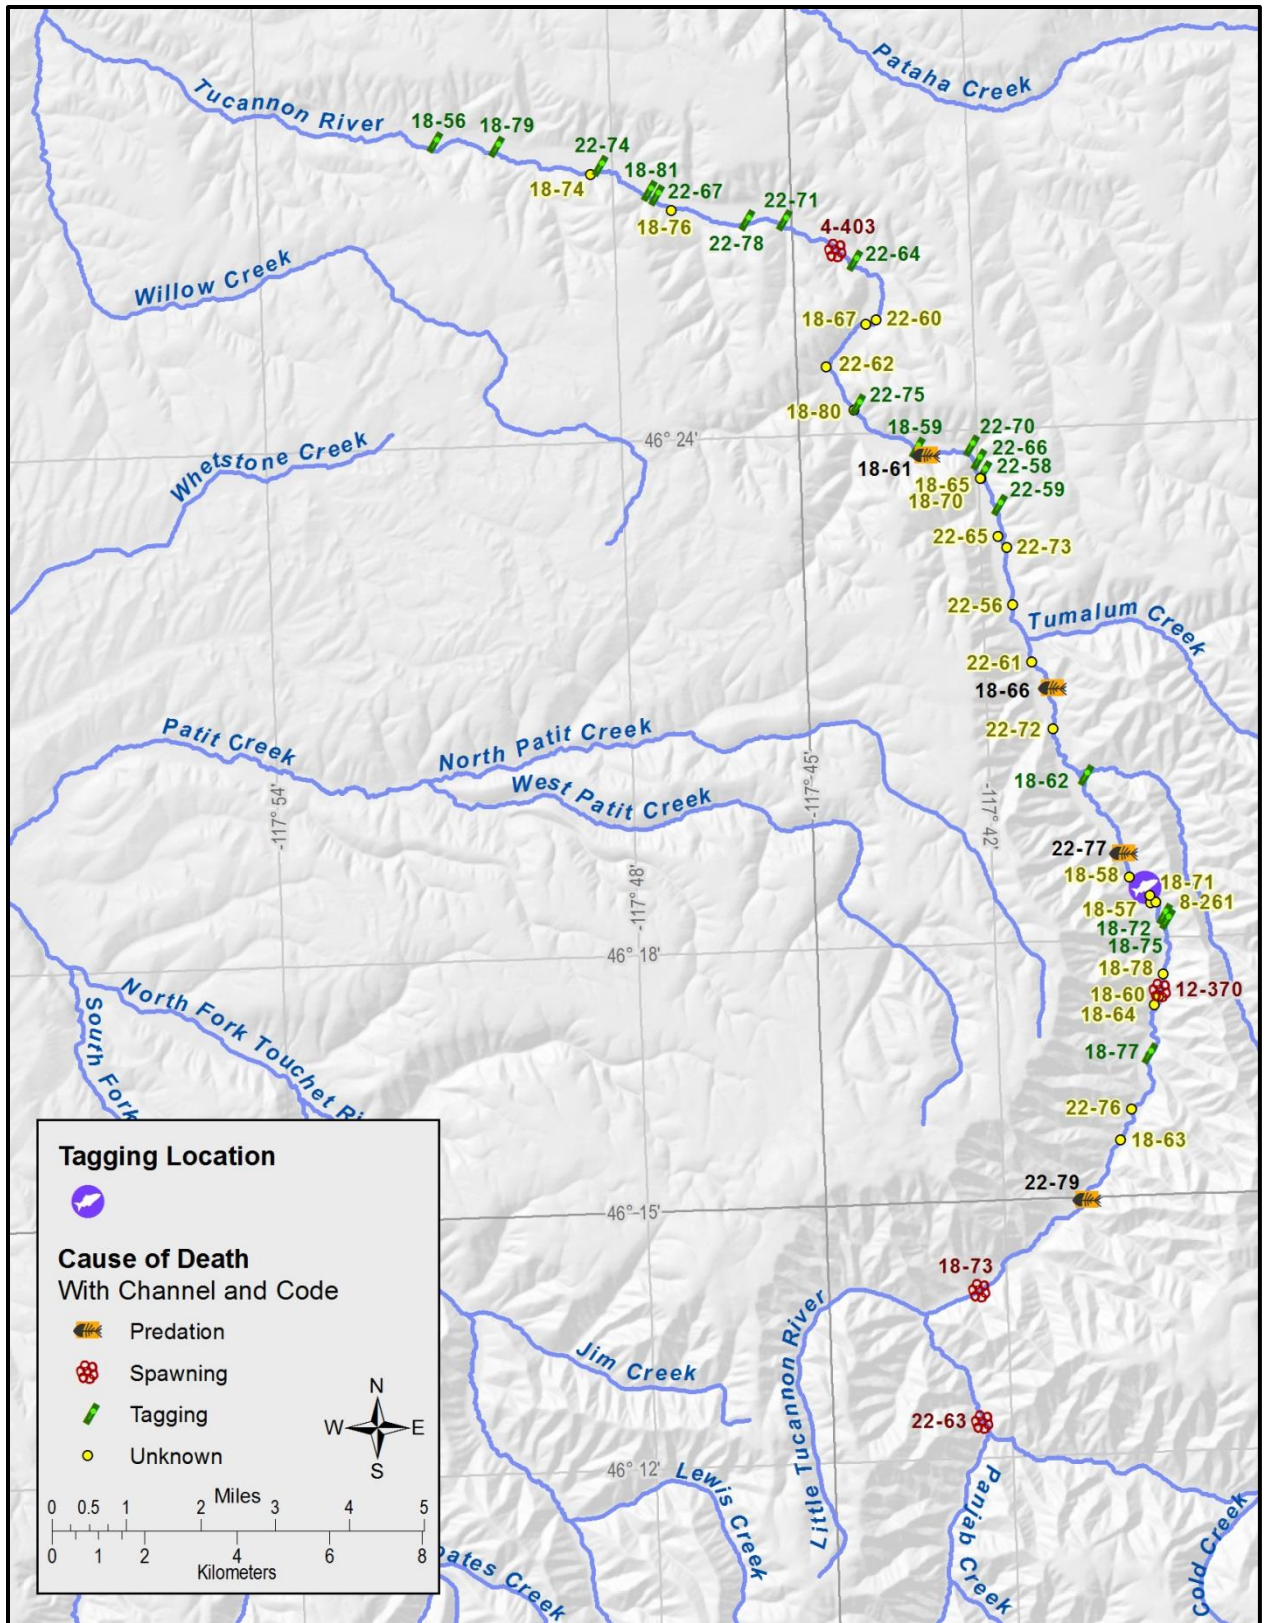 Pataha Creek
Tucannon River
18-56
18-79
22-74
18-81
18-74
22-67
22-71
18-76
22-78
4-403
22-64
Willow Creek
18-67
22-60
22-62
22-75
18-80
46° 24'
18-59
22-70
22-66
18-61
22-58
18-65
18-70
22-59
Whetstone Creek
22-65
22-73
22-56
Tumalum Creek
22-61
18-66
22-72
Patit Creek
North Patit Creek
West Patit Creek
18-62
-117° 54'
-117° 45'
-117° 42'
-117° 48'
22-77
18-58
18-71
18-57
8-261
18-72
18-75
46° 18'
18-78
18-60
12-370
18-64
North Fork Touchet Ri
South Fork
18-77
22-76
18-63
22-79
46° 15'
18-73
Little Tucannon River
Jim Creek
22-63
46° 12'
Lewis Creek
Panjab Creek
Cold Creek
oates Creek
Tagging Location
Cause of Death
With Channel and Code
Predation
Spawning
Tagging
Unknown
N
W E
S
Miles
0 0.5 1 2 3 4 5
0 1 2 4 6 8
Kilometers